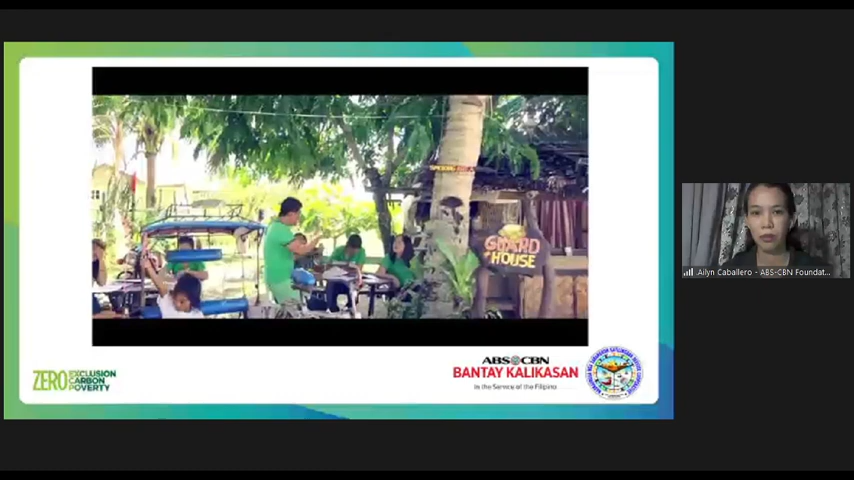 GUARD
HOUSE
ZERO EXCLUSION
CARBON
POVERTY
ABS-CBN
BANTAY KALIKASAN
In the Service of the Filipino
Ailyn Caballero - ABS-CBN Foundat...